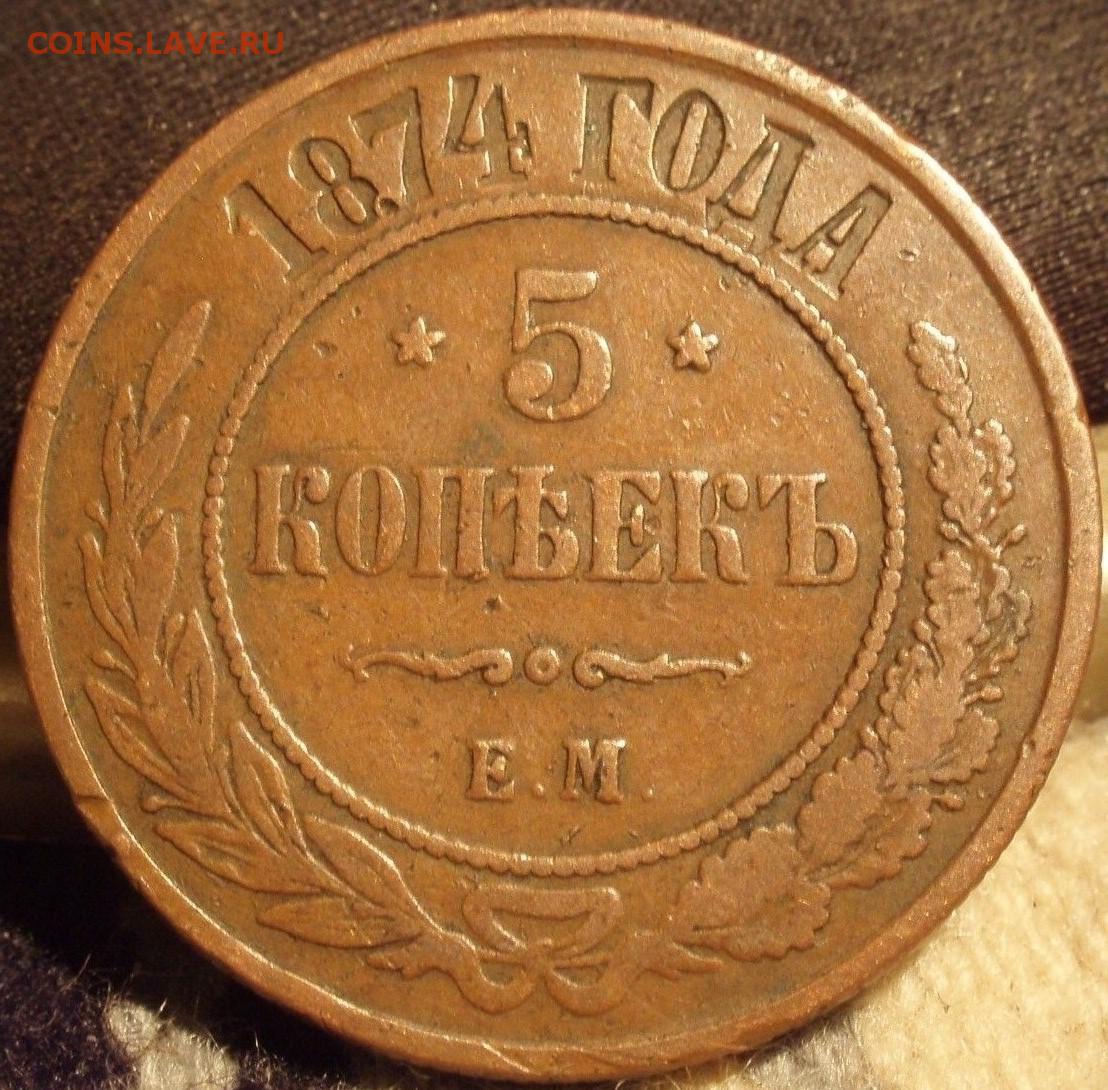 COINS.LAVE.RU
1874 ГОДА
5
КОПѢЕКЪ
Е.М.